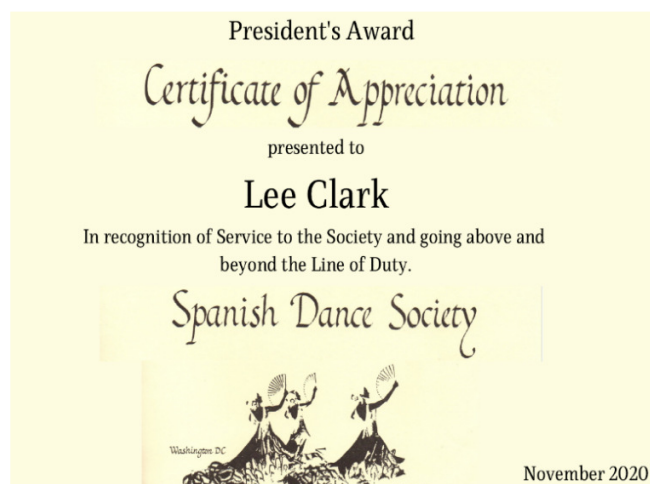 President's Award
Certificate of Appreciation
presented to
Lee Clark
In recognition of Service to the Society and going above and
beyond the Line of Duty.
Spanish Dance Society
Washington DC
November 2020